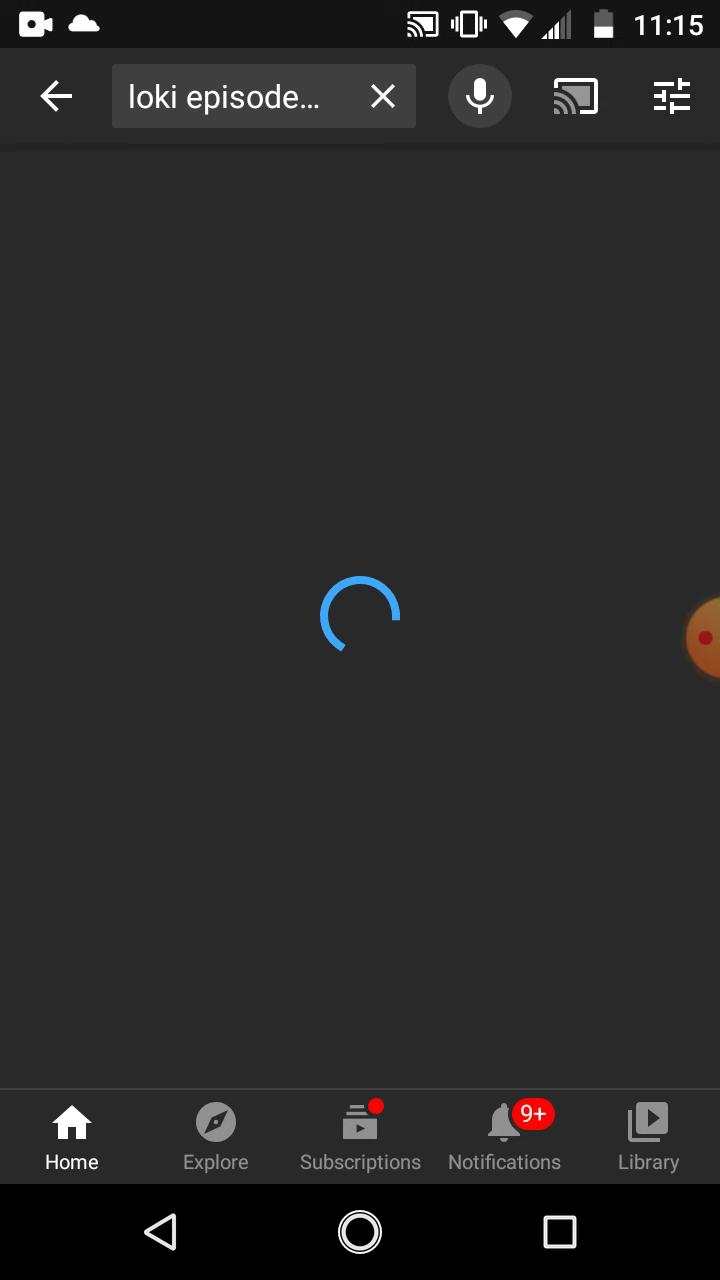 11:15
loki episode...
9+
Home
Explore
Subscriptions
Notifications
Library